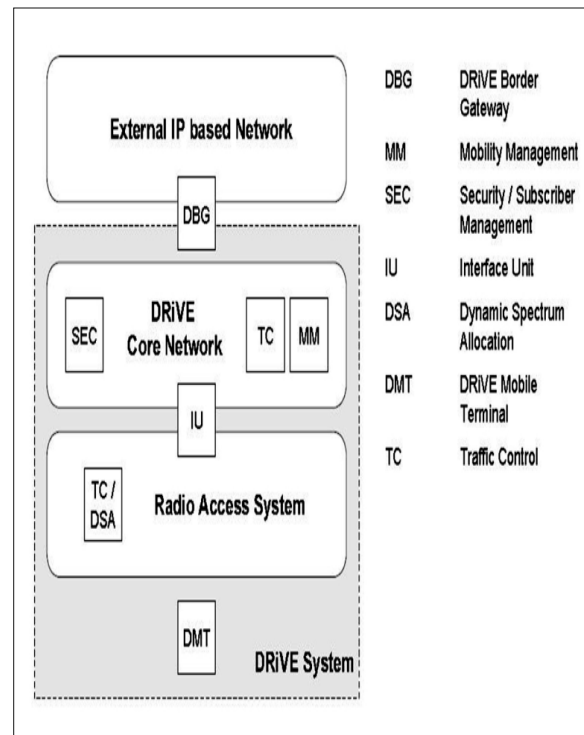 External IP based Network
DBG
SEC
DRiVE
Core Network
TC
MM
IU
TC /
DSA
Radio Access System
DMT
DRiVE System
DBG DRiVE Border
Gateway
MM Mobility Management
SEC Security / Subscriber
Management
IU Interface Unit
DSA Dynamic Spectrum
Allocation
DMT DRiVE Mobile
Terminal
TC Traffic Control